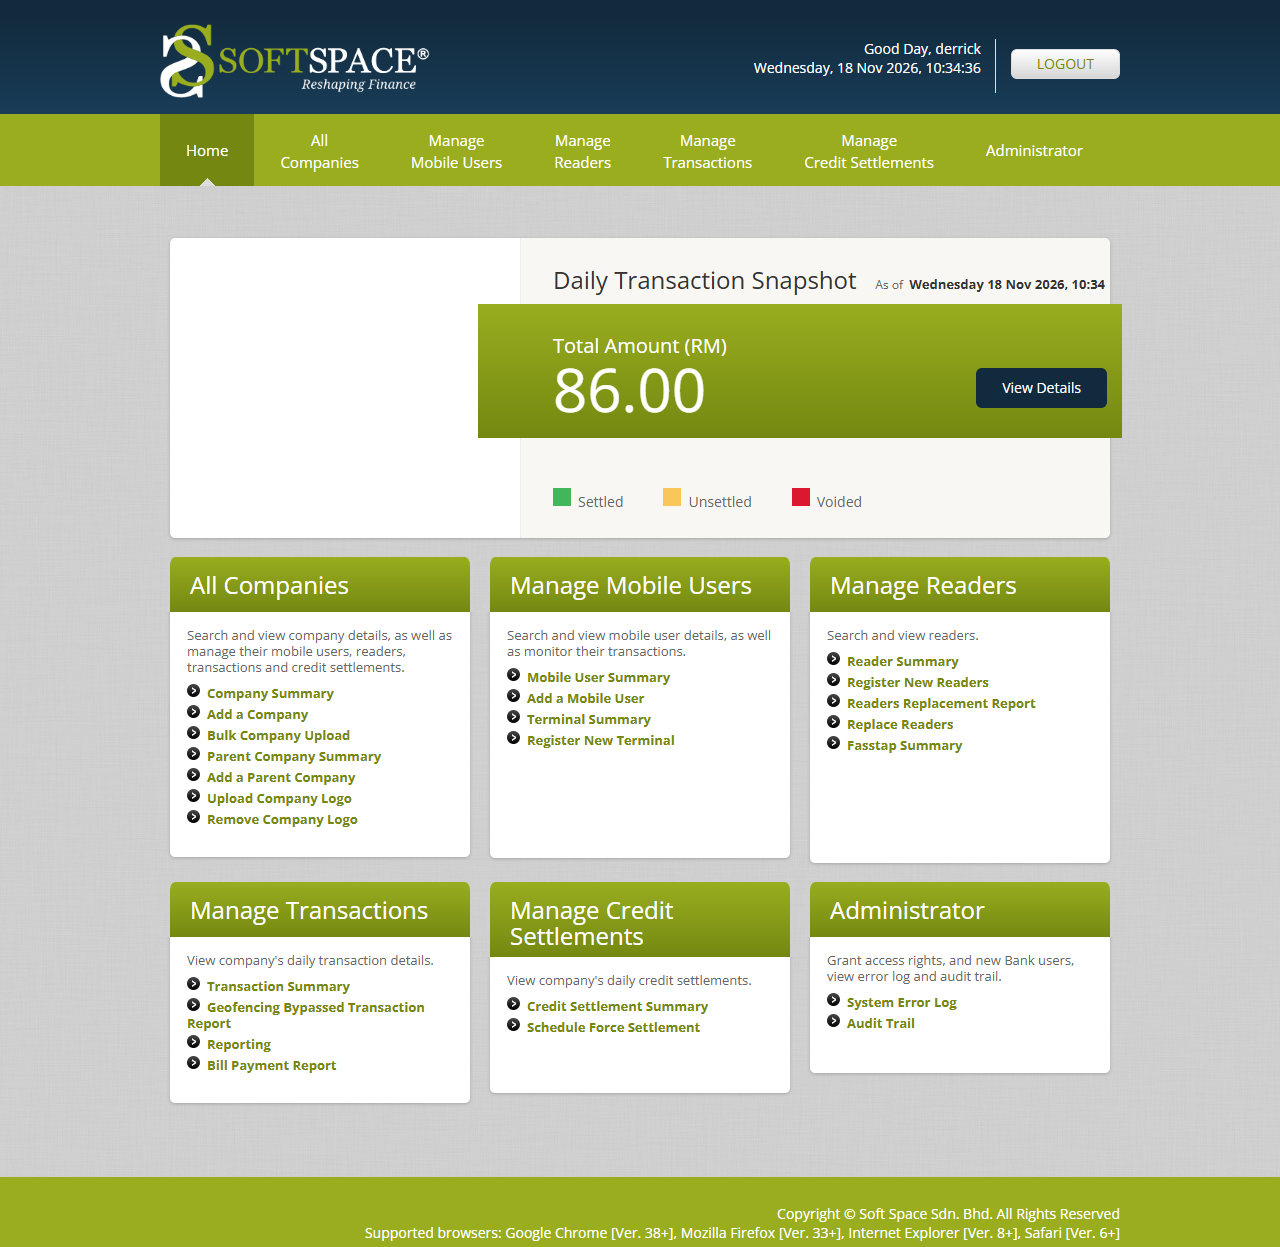 SOFTSPACE®
Reshaping Finance
Good Day, derrick
Wednesday, 18 Nov 2026, 10:34:36
LOGOUT
Home
All
Companies
Manage
Mobile Users
Manage
Readers
Manage
Transactions
Manage
Credit Settlements
Administrator
Daily Transaction Snapshot
As of Wednesday 18 Nov 2026, 10:34
Total Amount (RM)
86.00
View Details
Settled
Unsettled
Voided
All Companies
Search and view company details, as well as
manage their mobile users, readers,
transactions and credit settlements.
Company Summary
Add a Company
Bulk Company Upload
Parent Company Summary
Add a Parent Company
Upload Company Logo
Remove Company Logo
Manage Mobile Users
Search and view mobile user details, as well
as monitor their transactions.
Mobile User Summary
Add a Mobile User
Terminal Summary
Register New Terminal
Manage Readers
Search and view readers.
Reader Summary
Register New Readers
Readers Replacement Report
Replace Readers
Fasstap Summary
Manage Transactions
View company's daily transaction details.
Transaction Summary
Geofencing Bypassed Transaction
Report
Reporting
Bill Payment Report
Manage Credit
Settlements
View company's daily credit settlements.
Credit Settlement Summary
Schedule Force Settlement
Administrator
Grant access rights, and new Bank users,
view error log and audit trail.
System Error Log
Audit Trail
Copyright © Soft Space Sdn. Bhd. All Rights Reserved
Supported browsers: Google Chrome [Ver. 38+], Mozilla Firefox [Ver. 33+], Internet Explorer [Ver. 8+], Safari [Ver. 6+]